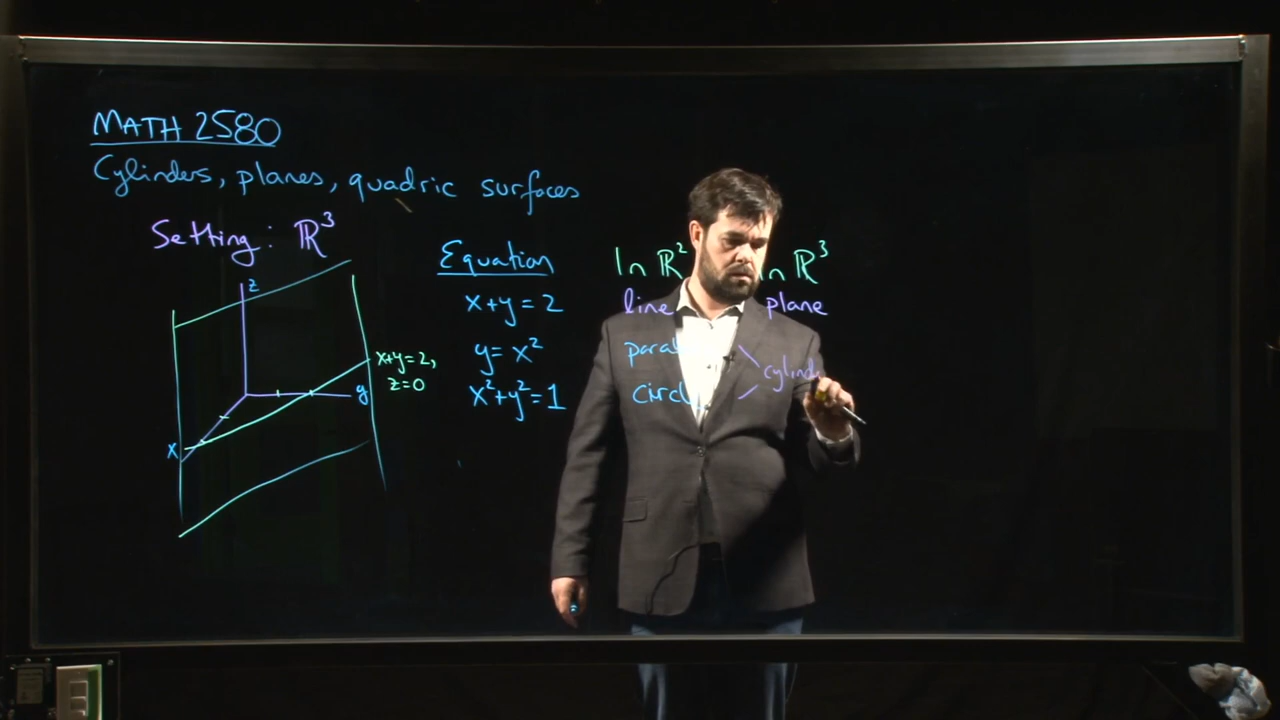 MATH 2580
Cylinders, planes, quadric surfaces
Setting: ℝ³
Equation In ℝ² In ℝ³
x+y=2 line plane
y=x²
x²+y²=1
z
y
x
x+y=2,
z=0